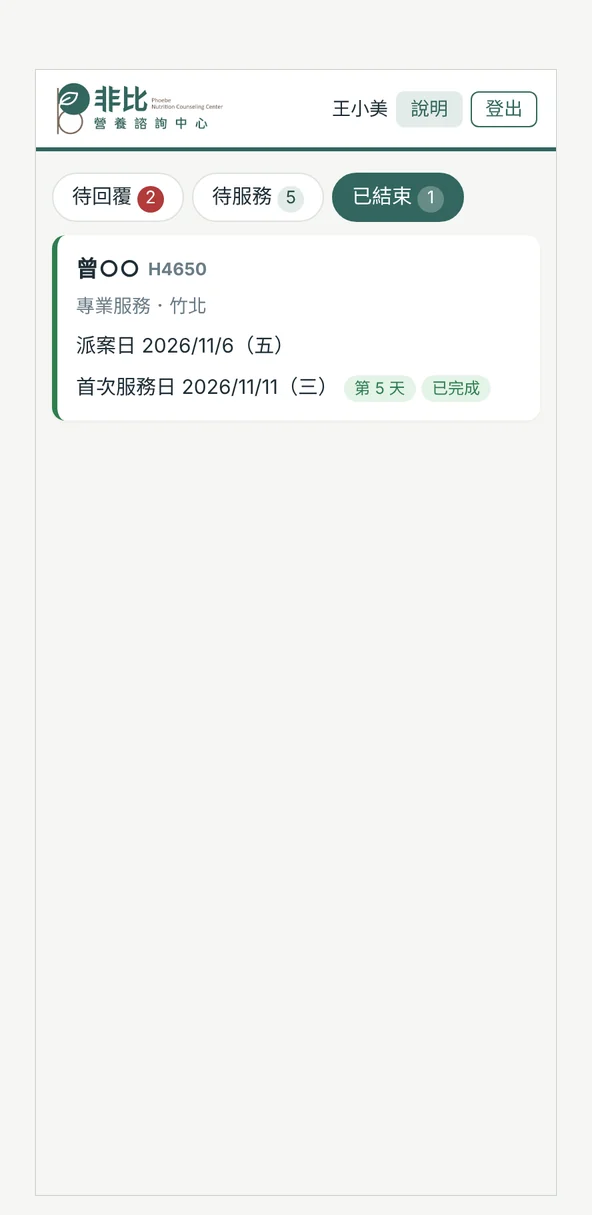 非比 Phoebe
Nutrition Counseling Center
營養諮詢中心
王小美 說明 登出
待回覆 2 待服務 5 已結束 1
曾〇〇 H4650
專業服務・竹北
派案日 2026/11/6（五）
首次服務日 2026/11/11（三） 第 5 天 已完成